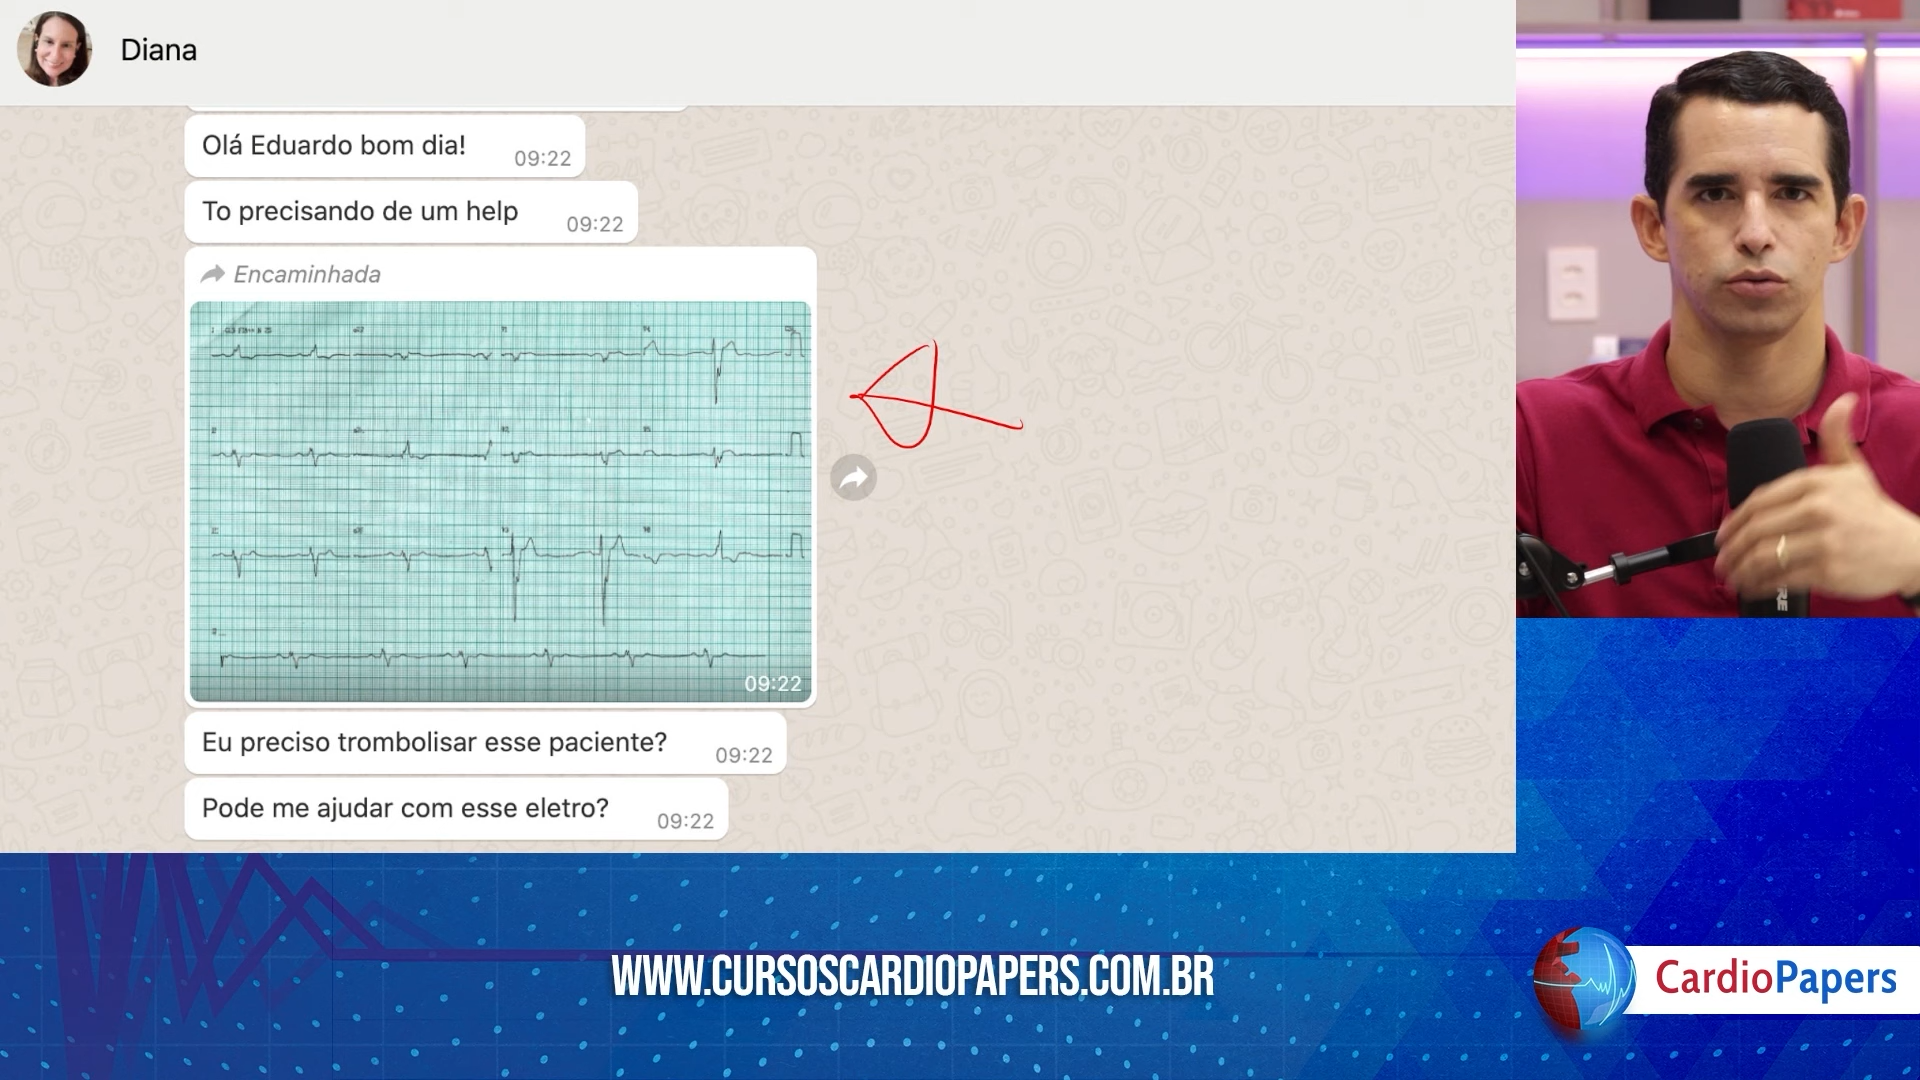 Diana
Olá Eduardo bom dia!
09:22
To precisando de um help
09:22
Encaminhada
09:22
Eu preciso trombolisar esse paciente?
09:22
Pode me ajudar com esse eletro?
09:22
WWW.CURSOSCARDIOPAPERS.COM.BR
CardioPapers